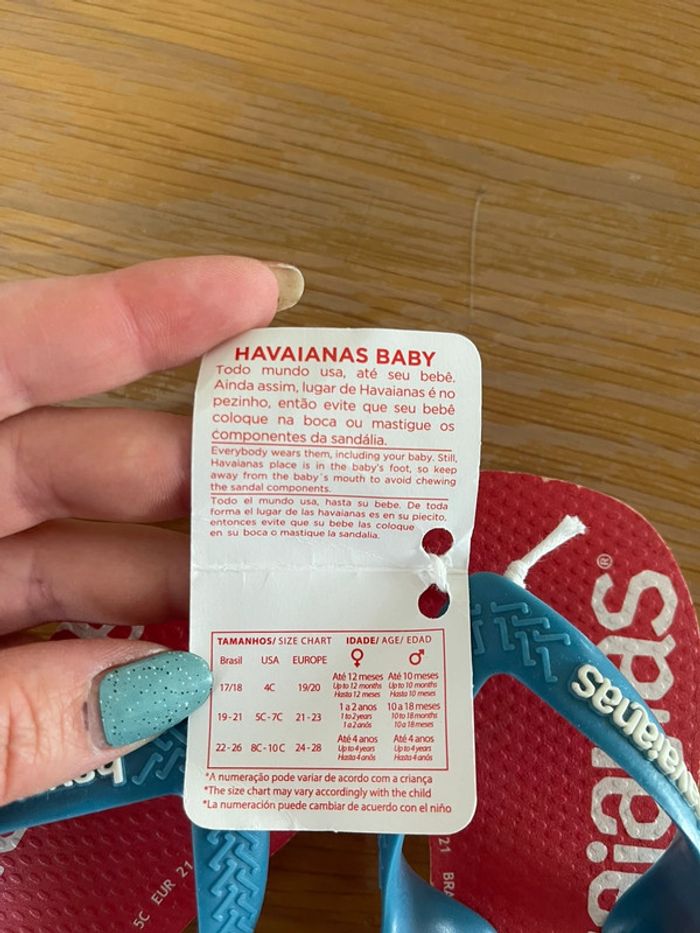 HAVAIANAS BABY
Todo mundo usa, até seu bebê.
Ainda assim, lugar de Havaianas é no
pezinho, então evite que seu bebê
coloque na boca ou mastigue os
componentes da sandália.
Everybody wears them, including your baby. Still,
Havaianas place is in the baby's foot, so keep
away from the baby´s mouth to avoid chewing
the sandal components.
Todo el mundo usa, hasta su bebe. De toda
forma el lugar de las havaianas es en su piecito,
entonces evite que su bebe las coloque
en su boca o mastique la sandalia.
TAMANHOS/ SIZE CHART IDADE/ AGE/ EDAD
Brasil USA EUROPE ♀ ♂
17/18 4C 19/20
Até 12 meses Até 10 meses
Up to 12 months Up to 10 months
Hasta 12 meses Hasta 10 meses
19 - 21 5C-7C 21 - 23
1 a 2 anos 10 a 18 meses
1 to 2 years 10 to 18 months
1 a 2 anós 10 a 18 meses
22 - 26 8C - 10 C 24 - 28
Até 4 anos Até 4 anos
Up to 4 years Up to 4 years
Hasta 4 anós Hasta 4 anós
*A numeração pode variar de acordo com a criança
*The size chart may vary accordingly with the child
*La numeración puede cambiar de acuerdo con el niño
havaianas
aianas
®
5C EUR 21
21 BRA